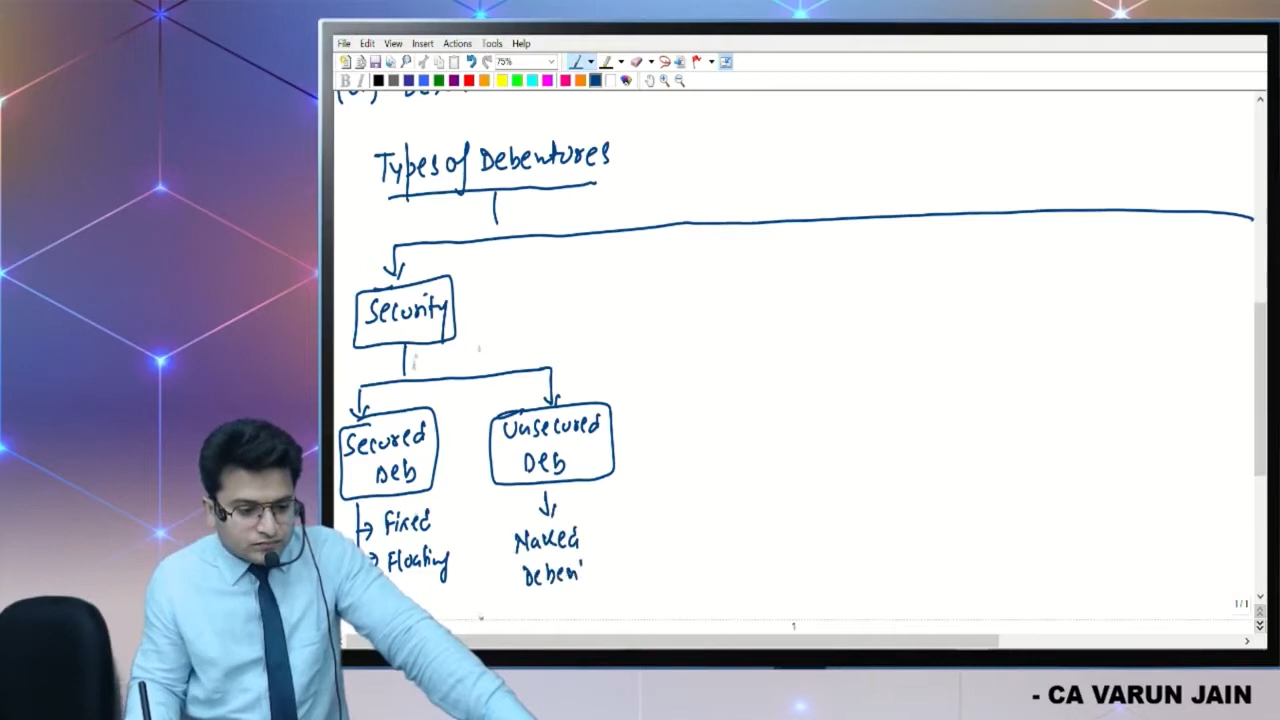 File Edit View Insert Actions Tools Help
75%
B I
Types of Debentures
Security
Secured
Deb
Unsecured
Deb
Fixed
Floating
Naked
Deben
1/1
1
- CA VARUN JAIN